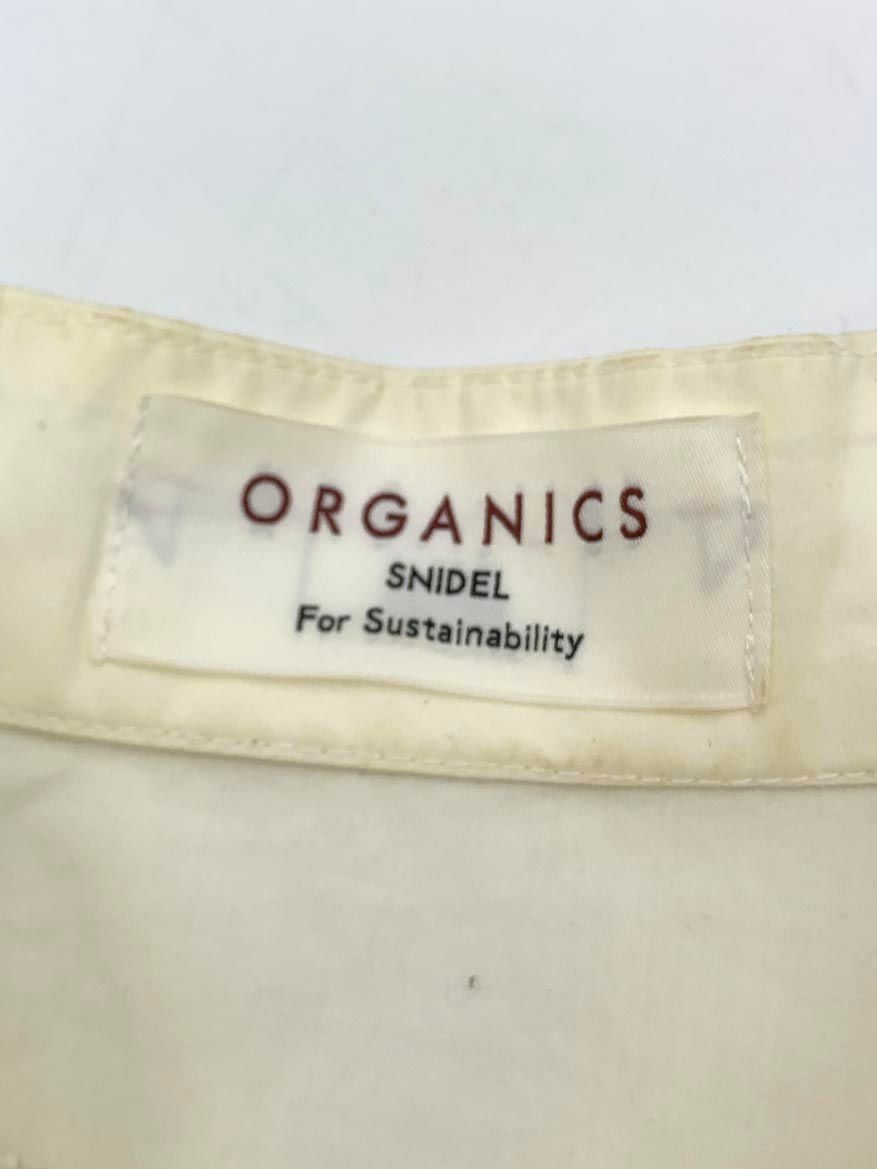 ORGANICS
SNIDEL
For Sustainability